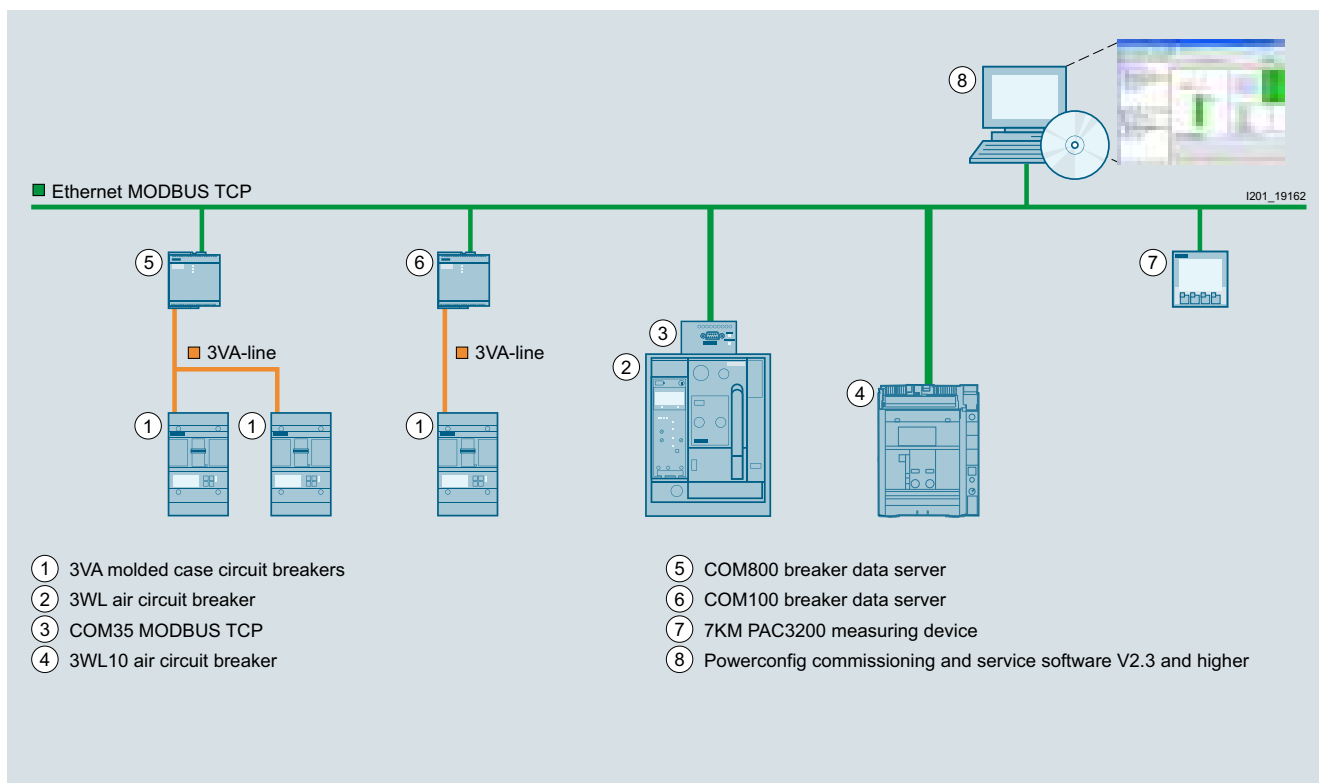 8
Ethernet MODBUS TCP
I201_19162
5
6
7
3VA-line
3VA-line
3
2
4
1
1
1
1 3VA molded case circuit breakers
2 3WL air circuit breaker
3 COM35 MODBUS TCP
4 3WL10 air circuit breaker
5 COM800 breaker data server
6 COM100 breaker data server
7 7KM PAC3200 measuring device
8 Powerconfig commissioning and service software V2.3 and higher